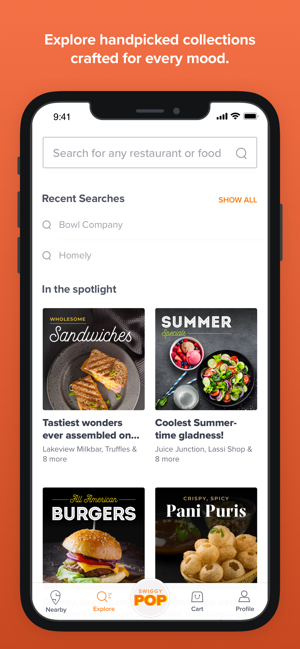 Explore handpicked collections
crafted for every mood.
9:41
Search for any restaurant or food
Recent Searches
SHOW ALL
Bowl Company
Homely
In the spotlight
WHOLESOME
Sandwiches
SUMMER
Specials
Tastiest wonders
ever assembled on...
Lakeview Milkbar, Truffles &
8 more
Coolest Summer-
time gladness!
Juice Junction, Lassi Shop &
8 more
All American
BURGERS
CRISPY, SPICY
Pani Puris
Nearby
Explore
SWIGGY
POP
Cart
Profile